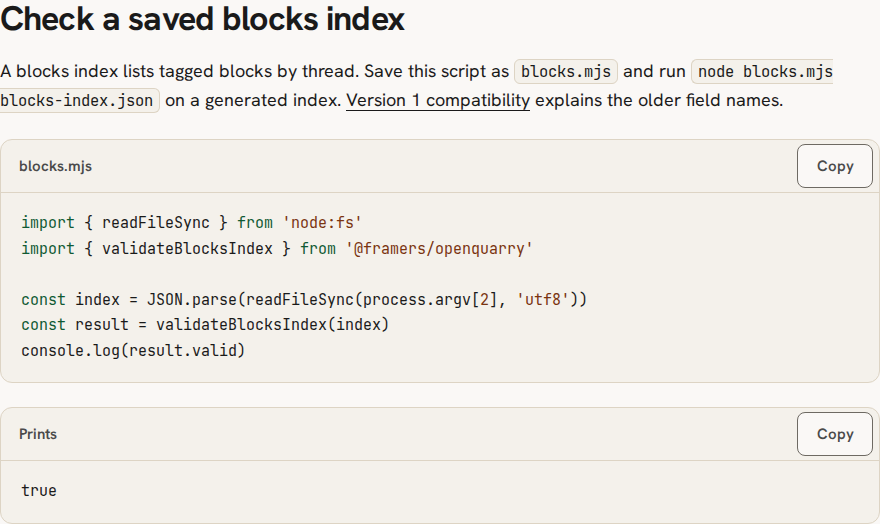 Check a saved blocks index
A blocks index lists tagged blocks by thread. Save this script as blocks.mjs and run node blocks.mjs
blocks-index.json on a generated index. Version 1 compatibility explains the older field names.
blocks.mjs
Copy
import { readFileSync } from 'node:fs'
import { validateBlocksIndex } from '@framers/openquarry'
const index = JSON.parse(readFileSync(process.argv[2], 'utf8'))
const result = validateBlocksIndex(index)
console.log(result.valid)
Prints
Copy
true